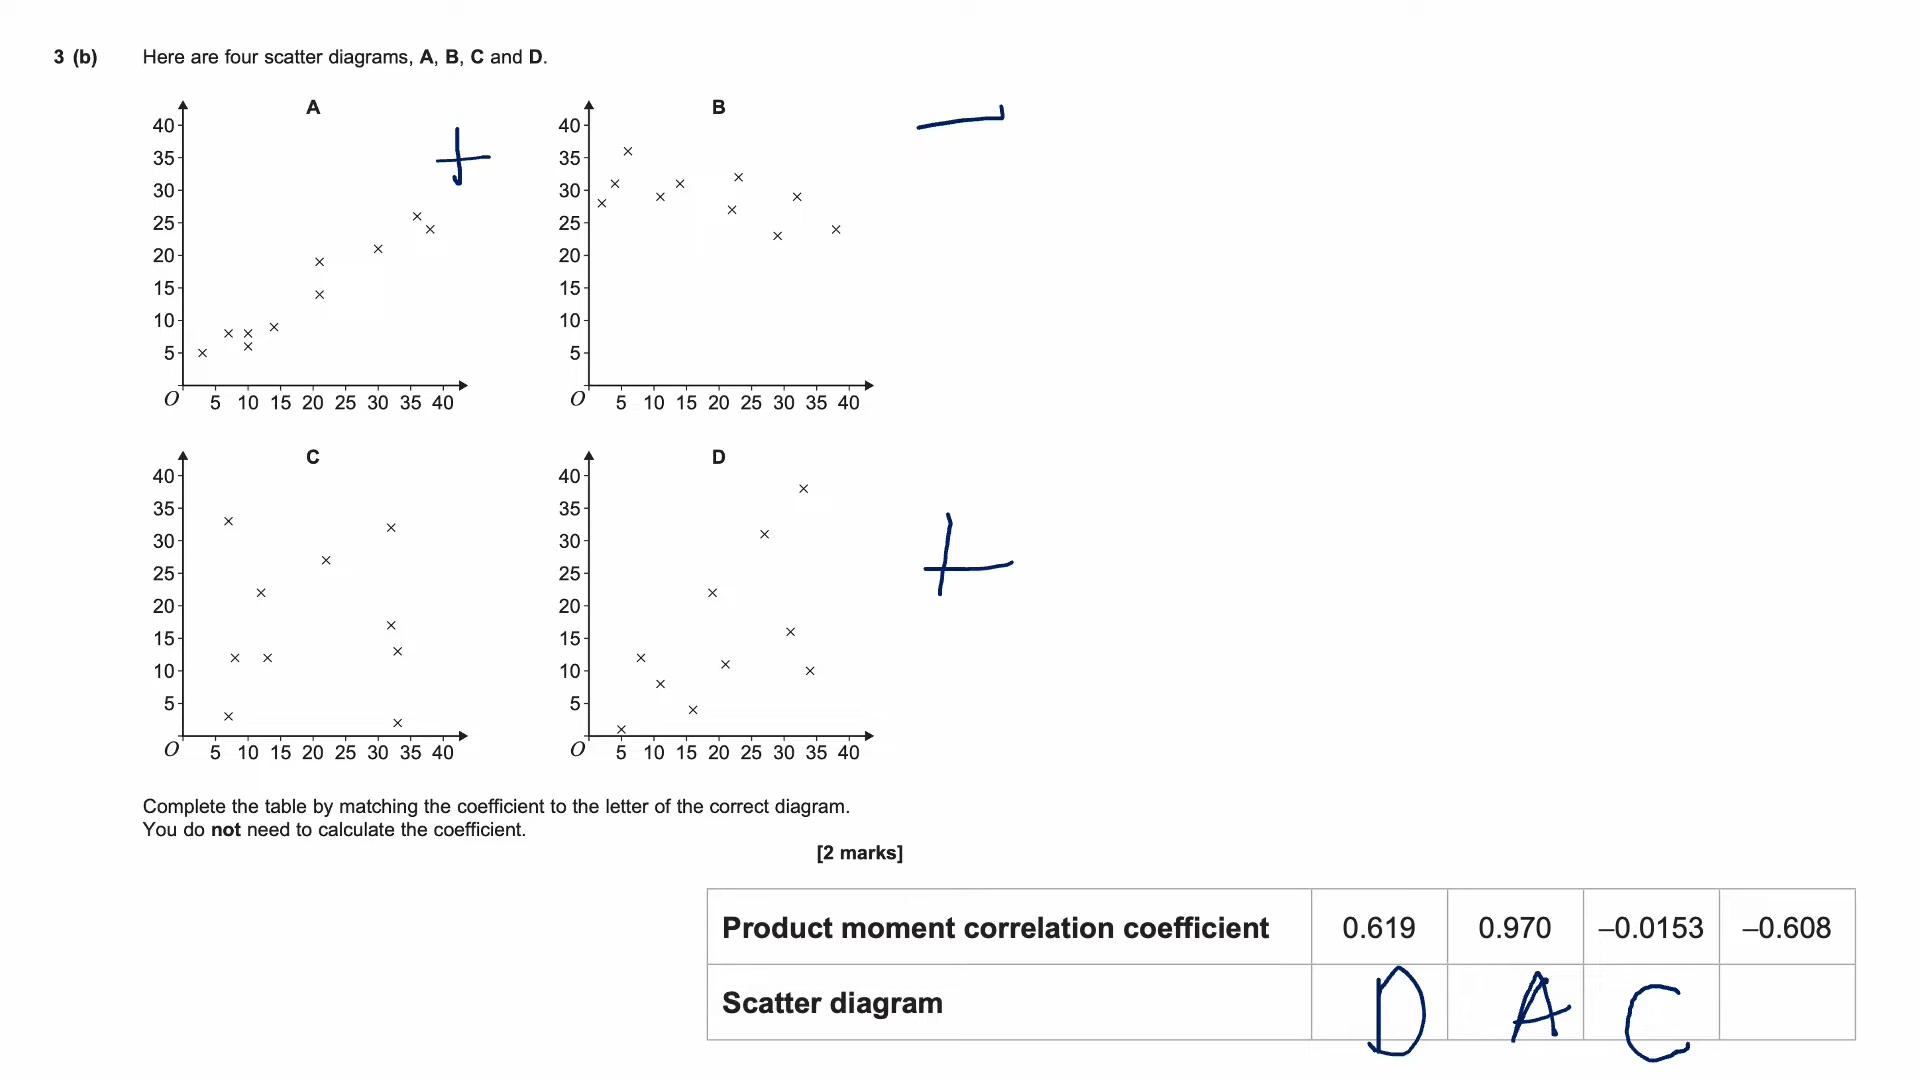 3 (b) Here are four scatter diagrams, A, B, C and D.
A B
40 40
35 35
30 30
25 25
20 20
15 15
10 10
5 5
O 5 10 15 20 25 30 35 40 O 5 10 15 20 25 30 35 40
C D
40 40
35 35
30 30
25 25
20 20
15 15
10 10
5 5
O 5 10 15 20 25 30 35 40 O 5 10 15 20 25 30 35 40
Complete the table by matching the coefficient to the letter of the correct diagram.
You do not need to calculate the coefficient.
[2 marks]
Product moment correlation coefficient 0.619 0.970 –0.0153 –0.608
Scatter diagram D A C